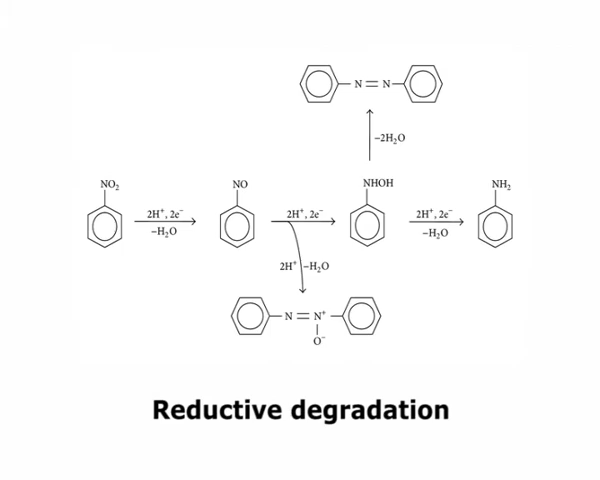 N=N
−2H₂O
NO₂
NO
NHOH
NH₂
2H⁺, 2e⁻
−H₂O
2H⁺, 2e⁻
2H⁺, 2e⁻
−H₂O
2H⁺ −H₂O
N=N⁺
O⁻
Reductive degradation